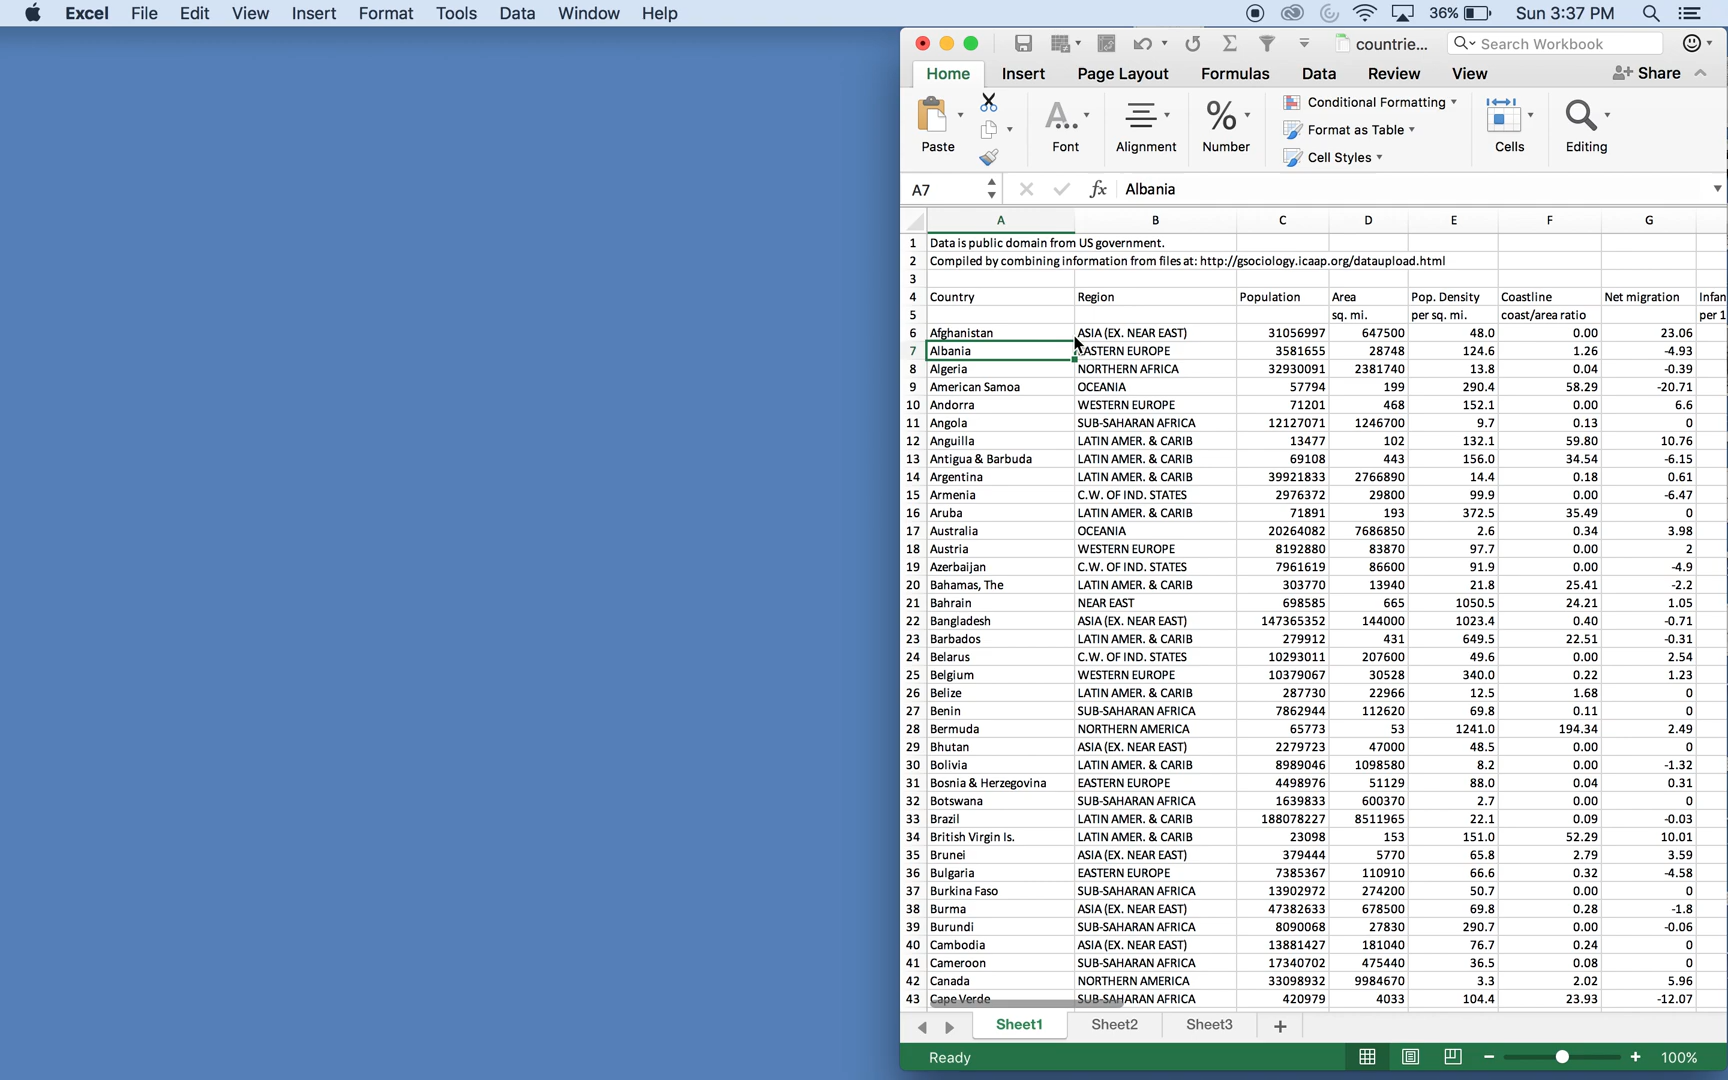 Excel File Edit View Insert Format Tools Data Window Help 36% Sun 3:37 PM
countrie... Search Workbook
Home Insert Page Layout Formulas Data Review View Share
Paste Font Alignment Number Conditional Formatting Format as Table Cell Styles Cells Editing
A7 fx Albania
A B C D E F G
1 Data is public domain from US government.
2 Compiled by combining information from files at: http://gsociology.icaap.org/dataupload.html
3
4 Country Region Population Area Pop. Density Coastline Net migration Infan
5 sq. mi. per sq. mi. coast/area ratio per 1
6 Afghanistan ASIA (EX. NEAR EAST) 31056997 647500 48.0 0.00 23.06
7 Albania EASTERN EUROPE 3581655 28748 124.6 1.26 -4.93
8 Algeria NORTHERN AFRICA 32930091 2381740 13.8 0.04 -0.39
9 American Samoa OCEANIA 57794 199 290.4 58.29 -20.71
10 Andorra WESTERN EUROPE 71201 468 152.1 0.00 6.6
11 Angola SUB-SAHARAN AFRICA 12127071 1246700 9.7 0.13 0
12 Anguilla LATIN AMER. & CARIB 13477 102 132.1 59.80 10.76
13 Antigua & Barbuda LATIN AMER. & CARIB 69108 443 156.0 34.54 -6.15
14 Argentina LATIN AMER. & CARIB 39921833 2766890 14.4 0.18 0.61
15 Armenia C.W. OF IND. STATES 2976372 29800 99.9 0.00 -6.47
16 Aruba LATIN AMER. & CARIB 71891 193 372.5 35.49 0
17 Australia OCEANIA 20264082 7686850 2.6 0.34 3.98
18 Austria WESTERN EUROPE 8192880 83870 97.7 0.00 2
19 Azerbaijan C.W. OF IND. STATES 7961619 86600 91.9 0.00 -4.9
20 Bahamas, The LATIN AMER. & CARIB 303770 13940 21.8 25.41 -2.2
21 Bahrain NEAR EAST 698585 665 1050.5 24.21 1.05
22 Bangladesh ASIA (EX. NEAR EAST) 147365352 144000 1023.4 0.40 -0.71
23 Barbados LATIN AMER. & CARIB 279912 431 649.5 22.51 -0.31
24 Belarus C.W. OF IND. STATES 10293011 207600 49.6 0.00 2.54
25 Belgium WESTERN EUROPE 10379067 30528 340.0 0.22 1.23
26 Belize LATIN AMER. & CARIB 287730 22966 12.5 1.68 0
27 Benin SUB-SAHARAN AFRICA 7862944 112620 69.8 0.11 0
28 Bermuda NORTHERN AMERICA 65773 53 1241.0 194.34 2.49
29 Bhutan ASIA (EX. NEAR EAST) 2279723 47000 48.5 0.00 0
30 Bolivia LATIN AMER. & CARIB 8989046 1098580 8.2 0.00 -1.32
31 Bosnia & Herzegovina EASTERN EUROPE 4498976 51129 88.0 0.04 0.31
32 Botswana SUB-SAHARAN AFRICA 1639833 600370 2.7 0.00 0
33 Brazil LATIN AMER. & CARIB 188078227 8511965 22.1 0.09 -0.03
34 British Virgin Is. LATIN AMER. & CARIB 23098 153 151.0 52.29 10.01
35 Brunei ASIA (EX. NEAR EAST) 379444 5770 65.8 2.79 3.59
36 Bulgaria EASTERN EUROPE 7385367 110910 66.6 0.32 -4.58
37 Burkina Faso SUB-SAHARAN AFRICA 13902972 274200 50.7 0.00 0
38 Burma ASIA (EX. NEAR EAST) 47382633 678500 69.8 0.28 -1.8
39 Burundi SUB-SAHARAN AFRICA 8090068 27830 290.7 0.00 -0.06
40 Cambodia ASIA (EX. NEAR EAST) 13881427 181040 76.7 0.24 0
41 Cameroon SUB-SAHARAN AFRICA 17340702 475440 36.5 0.08 0
42 Canada NORTHERN AMERICA 33098932 9984670 3.3 2.02 5.96
43 Cape Verde SUB-SAHARAN AFRICA 420979 4033 104.4 23.93 -12.07
Sheet1 Sheet2 Sheet3
Ready 100%